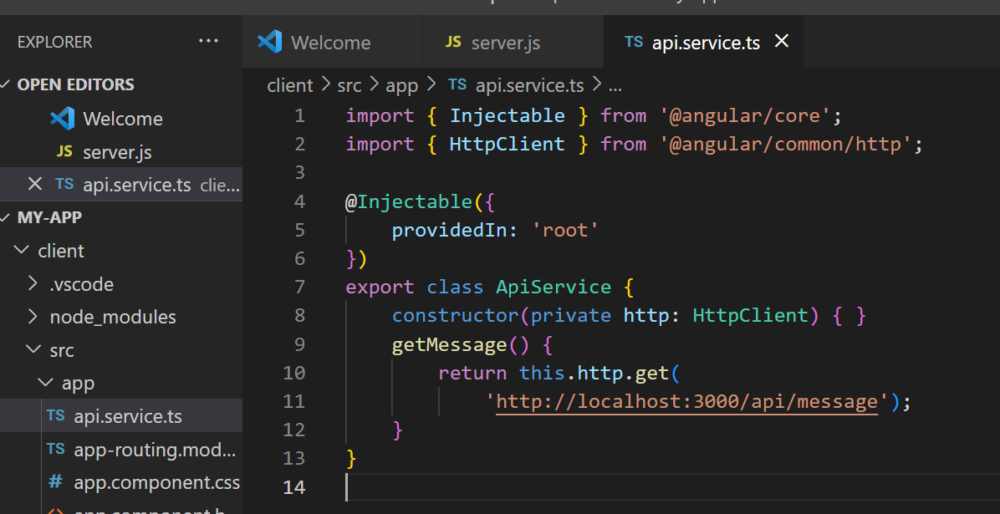 EXPLORER ...
OPEN EDITORS
Welcome
JS server.js
TS api.service.ts clie...
MY-APP
client
.vscode
node_modules
src
app
TS api.service.ts
TS app-routing.mod...
# app.component.css
Welcome JS server.js TS api.service.ts
client > src > app > TS api.service.ts > ...
1 import { Injectable } from '@angular/core';
2 import { HttpClient } from '@angular/common/http';
3
4 @Injectable({
5 providedIn: 'root'
6 })
7 export class ApiService {
8 constructor(private http: HttpClient) { }
9 getMessage() {
10 return this.http.get(
11 'http://localhost:3000/api/message');
12 }
13 }
14